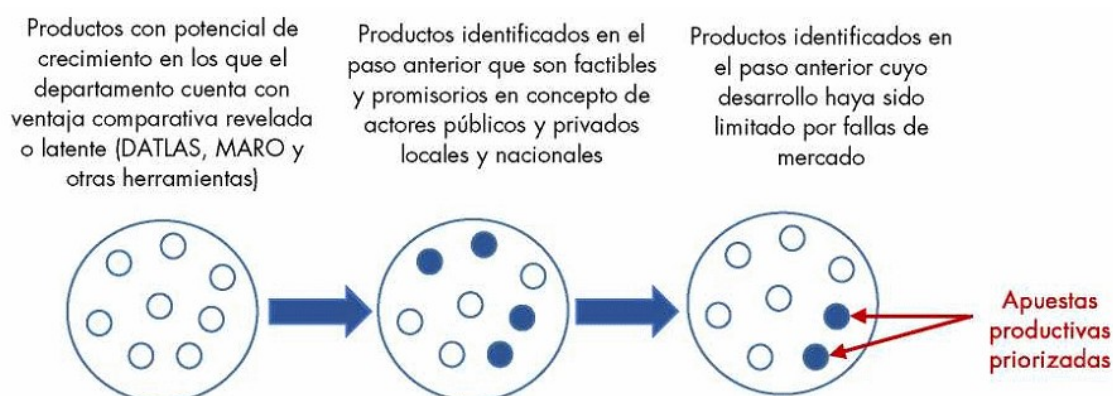 Productos con potencial de
crecimiento en los que el
departamento cuenta con
ventaja comparativa revelada
o latente (DATLAS, MARO y
otras herramientas)
Productos identificados en el
paso anterior que son factibles
y promisorios en concepto de
actores públicos y privados
locales y nacionales
Productos identificados en
el paso anterior cuyo
desarrollo haya sido
limitado por fallas de
mercado
Apuestas
productivas
priorizadas